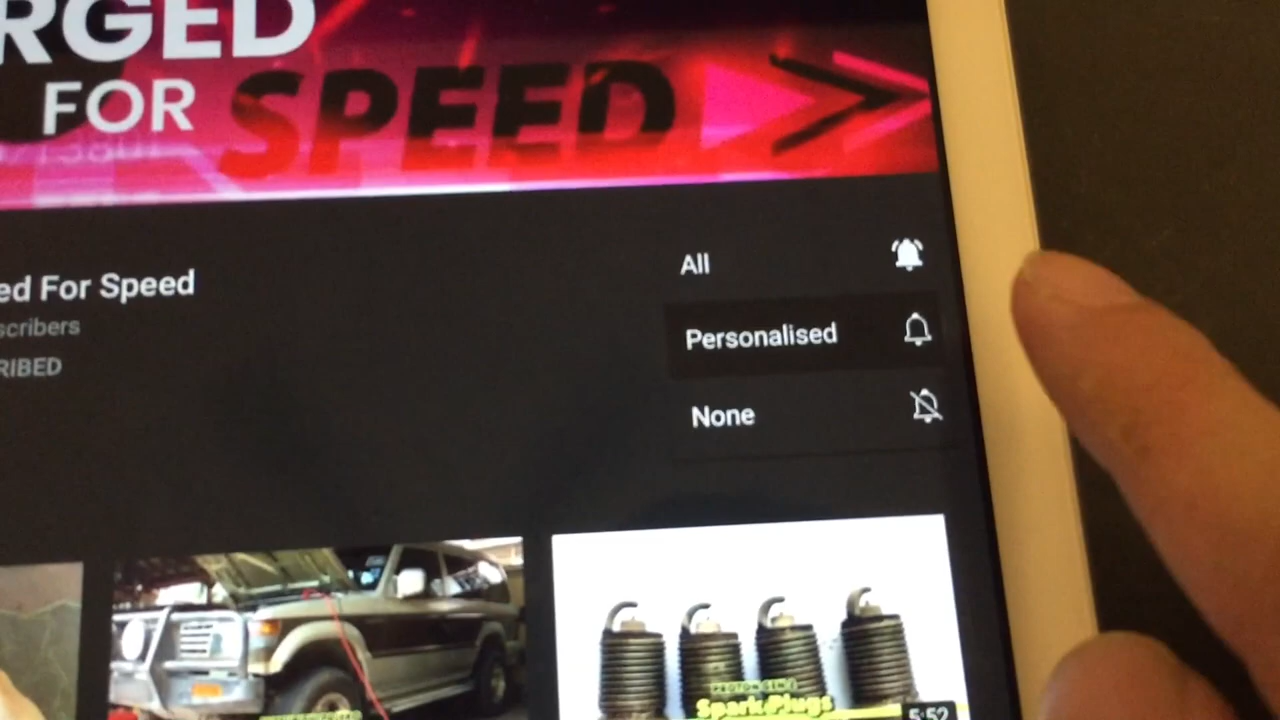 RGED
FOR SPEED
All
ed For Speed
scribers
Personalised
RIBED
None
Spark Plugs
5:52